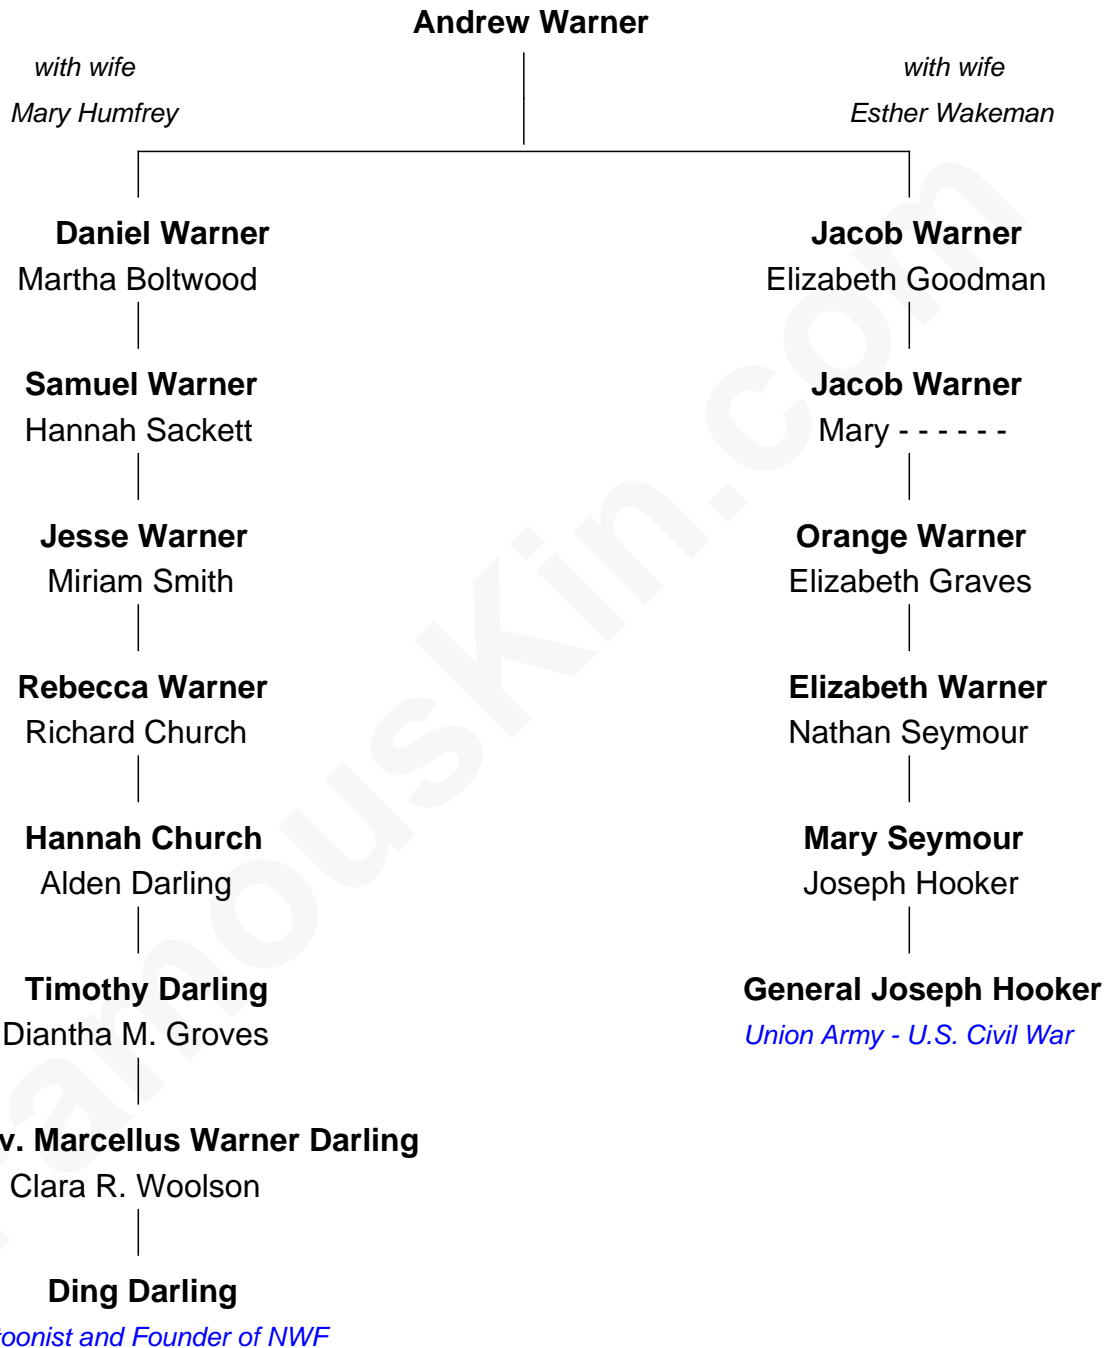 Andrew Warner
with wife
Mary Humfrey
with wife
Esther Wakeman
Daniel Warner
Martha Boltwood
Jacob Warner
Elizabeth Goodman
Samuel Warner
Hannah Sackett
Jacob Warner
Mary - - - - - -
Jesse Warner
Miriam Smith
Orange Warner
Elizabeth Graves
Rebecca Warner
Richard Church
Elizabeth Warner
Nathan Seymour
Hannah Church
Alden Darling
Mary Seymour
Joseph Hooker
Timothy Darling
Diantha M. Groves
General Joseph Hooker
Union Army - U.S. Civil War
v. Marcellus Warner Darling
Clara R. Woolson
Ding Darling
toonist and Founder of NWF
FamousKin.com